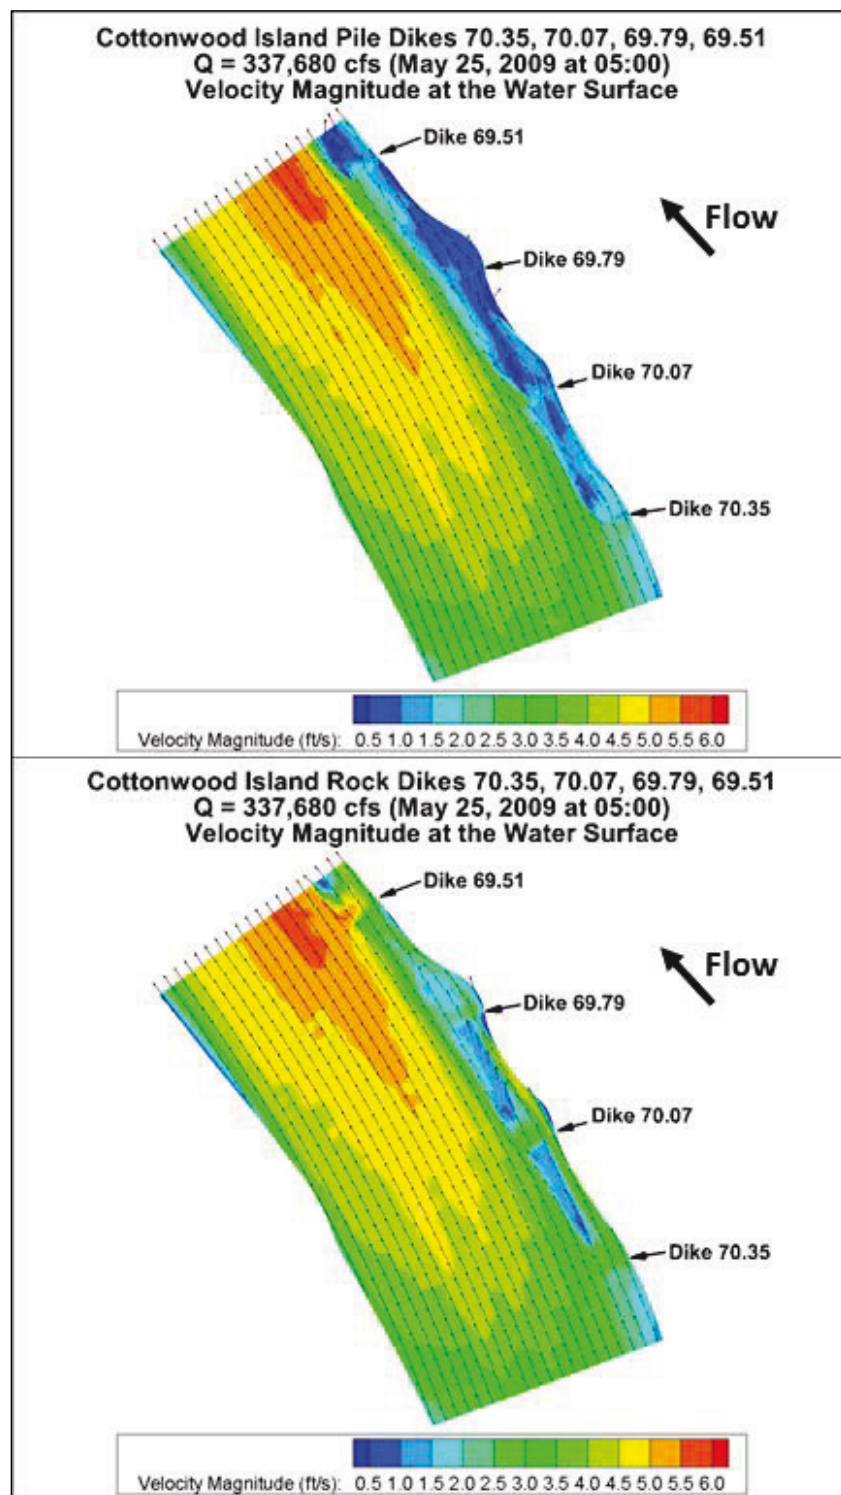 Cottonwood Island Pile Dikes 70.35, 70.07, 69.79, 69.51
Q = 337,680 cfs (May 25, 2009 at 05:00)
Velocity Magnitude at the Water Surface
Dike 69.51
Flow
Dike 69.79
Dike 70.07
Dike 70.35
Velocity Magnitude (ft/s): 0.5 1.0 1.5 2.0 2.5 3.0 3.5 4.0 4.5 5.0 5.5 6.0
Cottonwood Island Rock Dikes 70.35, 70.07, 69.79, 69.51
Q = 337,680 cfs (May 25, 2009 at 05:00)
Velocity Magnitude at the Water Surface
Dike 69.51
Flow
Dike 69.79
Dike 70.07
Dike 70.35
Velocity Magnitude (ft/s): 0.5 1.0 1.5 2.0 2.5 3.0 3.5 4.0 4.5 5.0 5.5 6.0